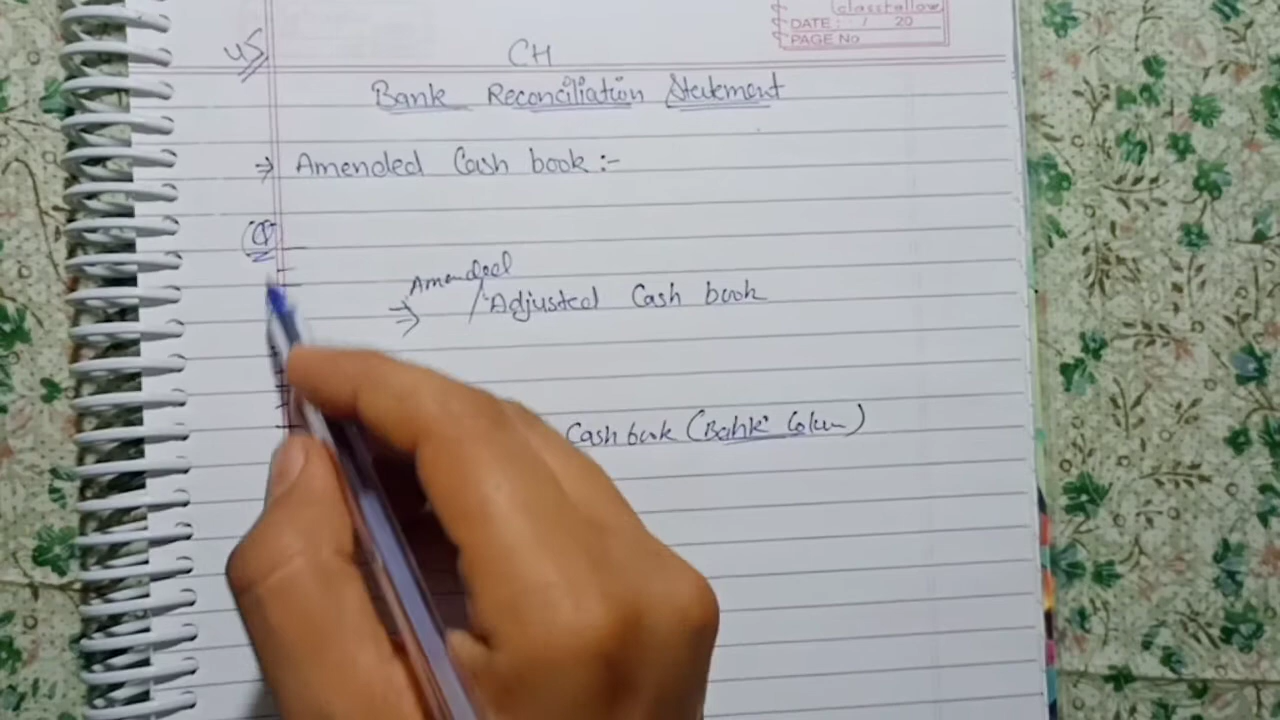 classfellow
DATE: / 20
PAGE No
CH
Bank Reconciliation Statement
⇒ Amended Cash book :-
Q
Amended
⇒ / Adjusted Cash book
Cash book (Bank Colum)